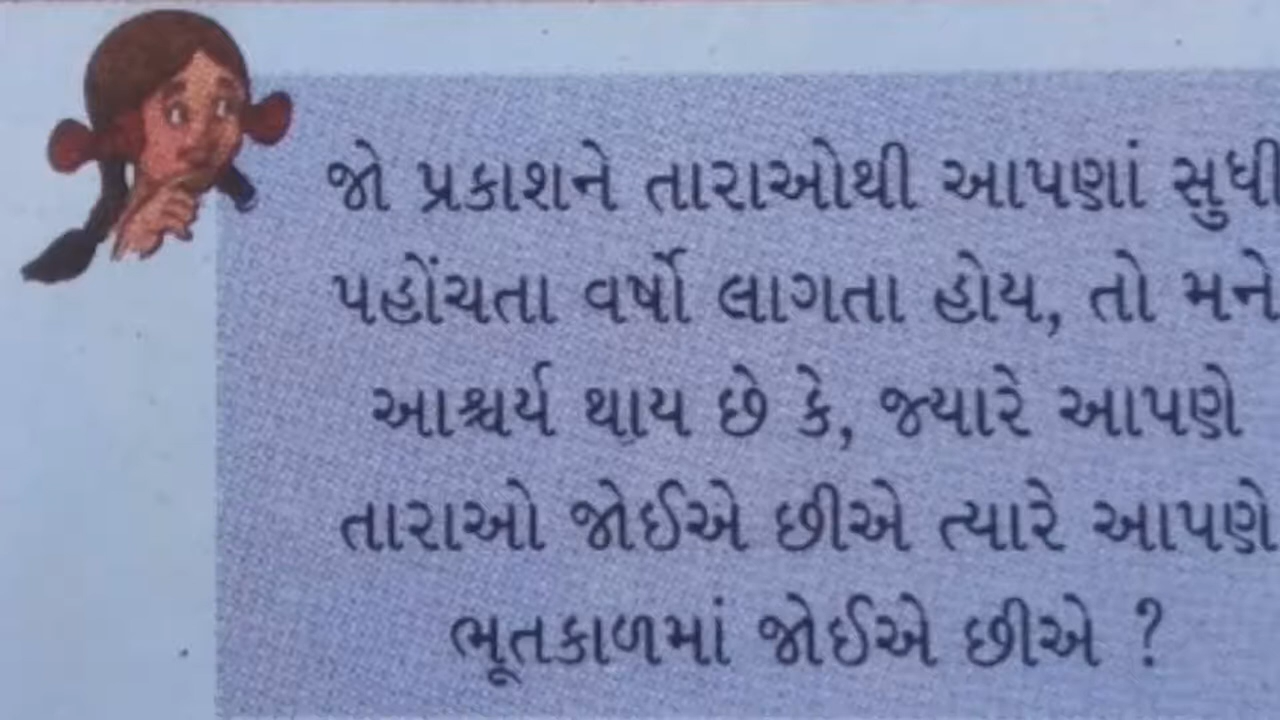 જો પ્રકાશને તારાઓથી આપણાં સુધી
પહોંચતા વર્ષો લાગતા હોય, તો મને
આશ્ચર્ય થાય છે કે, જ્યારે આપણે
તારાઓ જોઈએ છીએ ત્યારે આપણે
ભૂતકાળમાં જોઈએ છીએ ?